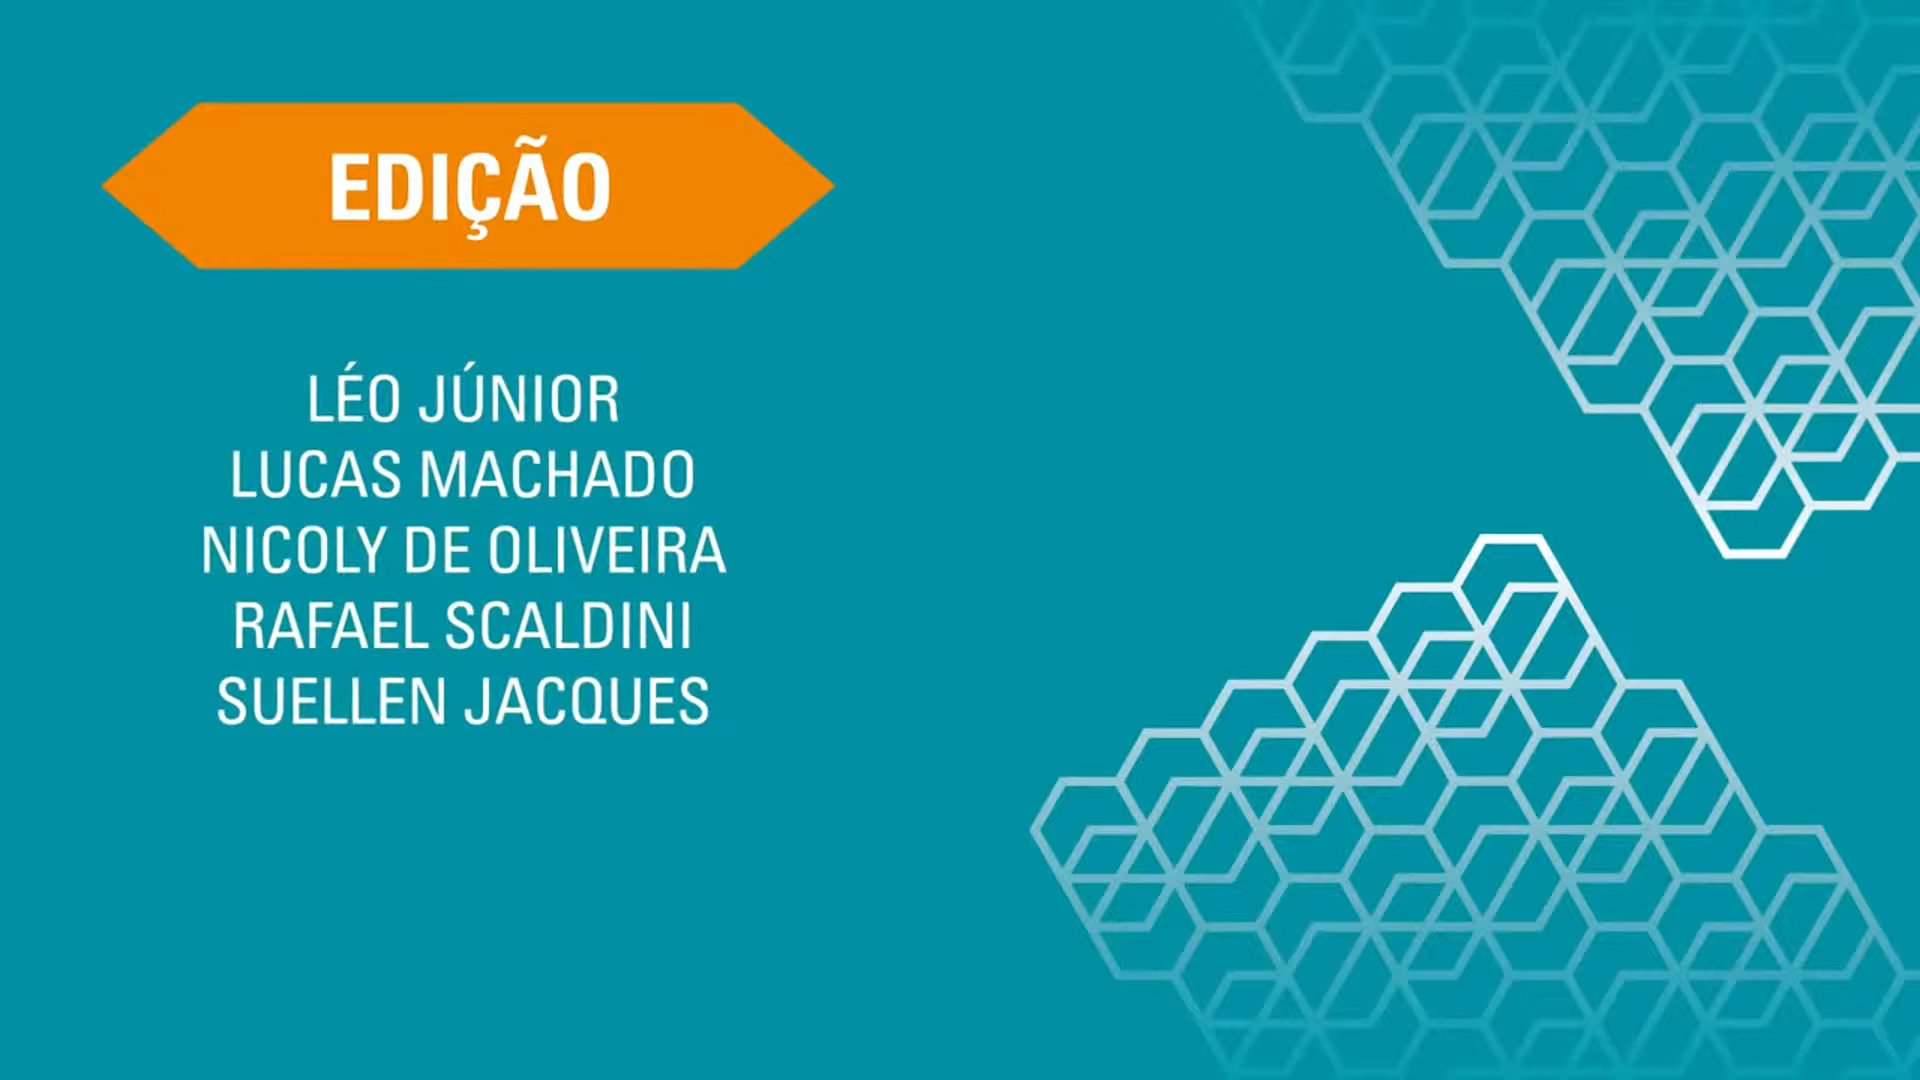 EDIÇÃO
LÉO JÚNIOR
LUCAS MACHADO
NICOLY DE OLIVEIRA
RAFAEL SCALDINI
SUELLEN JACQUES